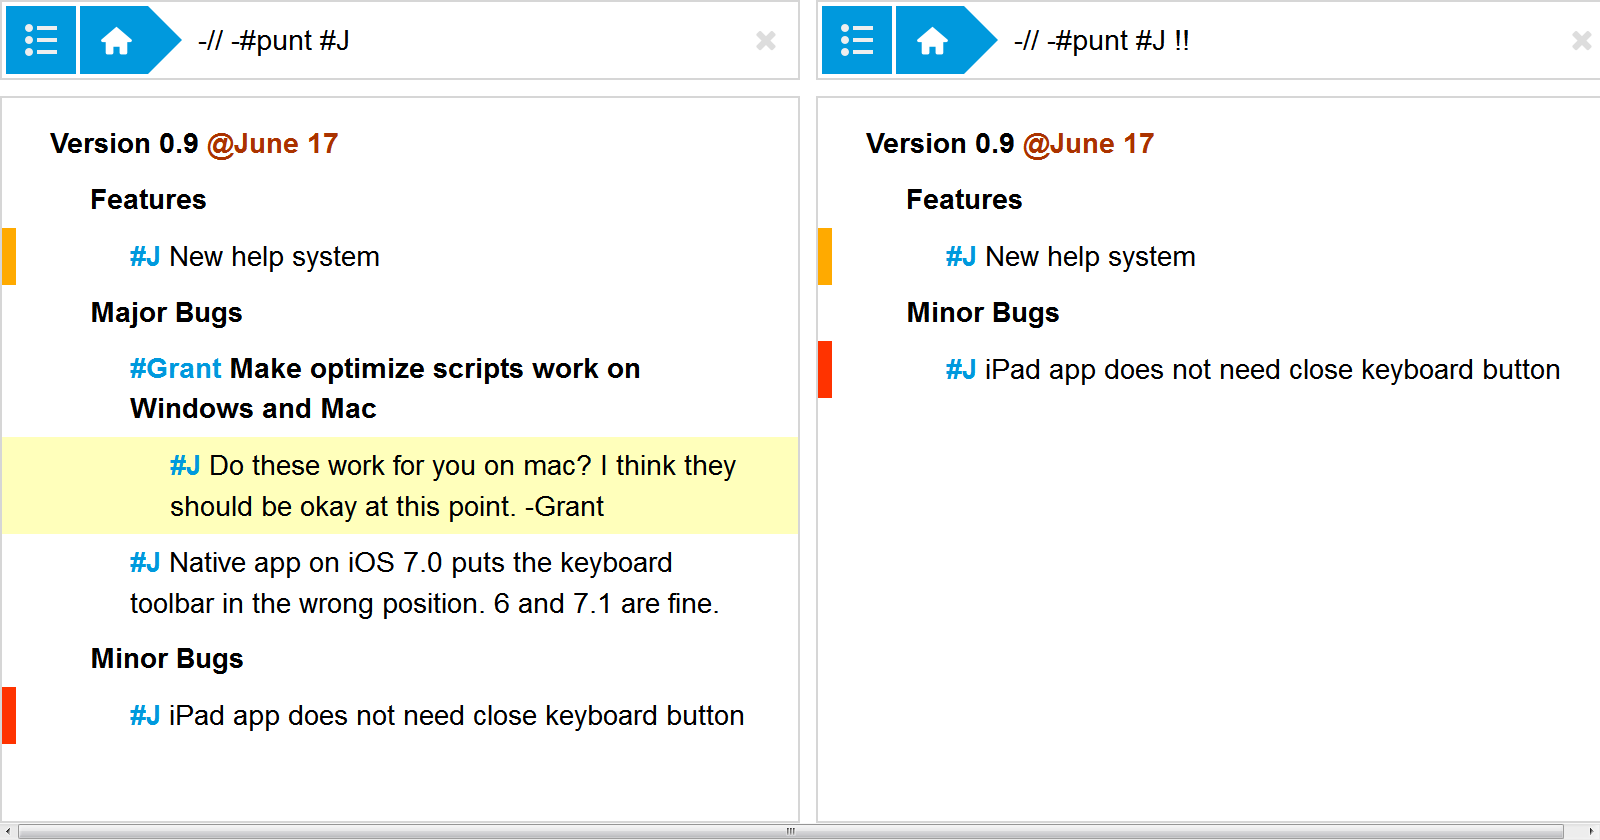 -// -#punt #J
Version 0.9 @June 17
Features
#J New help system
Major Bugs
#Grant Make optimize scripts work on
Windows and Mac
#J Do these work for you on mac? I think they
should be okay at this point. -Grant
#J Native app on iOS 7.0 puts the keyboard
toolbar in the wrong position. 6 and 7.1 are fine.
Minor Bugs
#J iPad app does not need close keyboard button
-// -#punt #J !!
Version 0.9 @June 17
Features
#J New help system
Minor Bugs
#J iPad app does not need close keyboard button